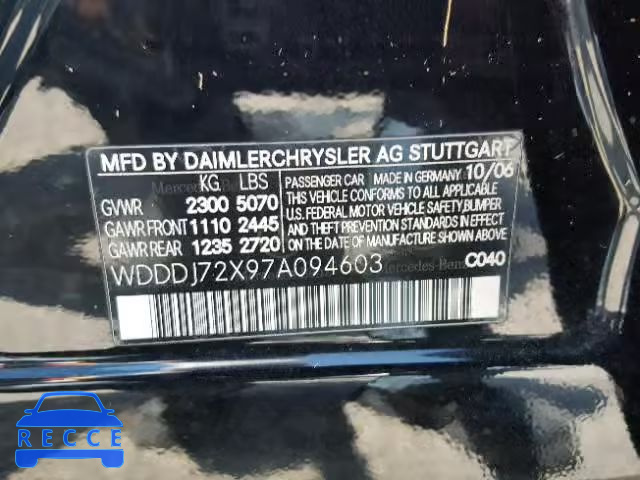 MFD BY DAIMLERCHRYSLER AG STUTTGART
KG LBS
GVWR 2300 5070
GAWR FRONT 1110 2445
GAWR REAR 1235 2720
PASSENGER CAR MADE IN GERMANY 10/06
THIS VEHICLE CONFORMS TO ALL APPLICABLE
U.S. FEDERAL MOTOR VEHICLE SAFETY, BUMPER
AND THEFT PREVENTION STANDARDS IN EFFECT
ON THE DATE OF MANUFACTURE SHOWN ABOVE.
WDDDJ72X97A094603
Mercedes-Benz
C040
RECCE